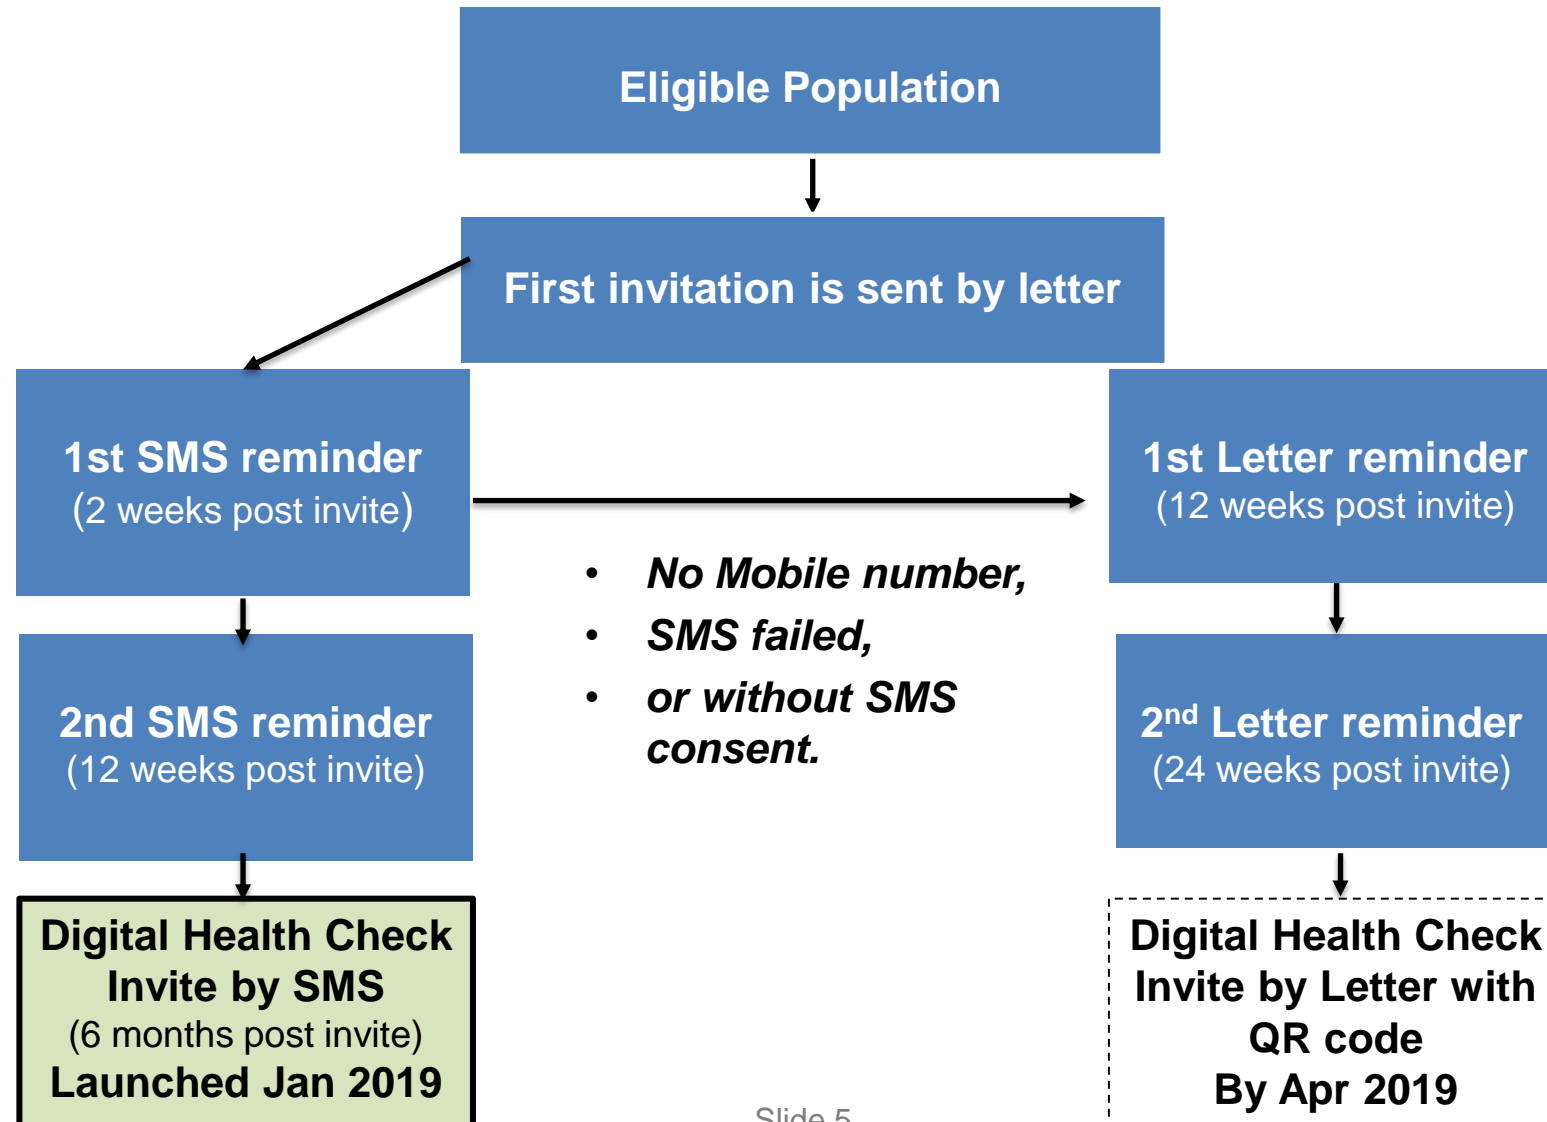 Eligible Population
First invitation is sent by letter
1st SMS reminder
(2 weeks post invite)
1st Letter reminder
(12 weeks post invite)
• No Mobile number,
• SMS failed,
• or without SMS
consent.
2nd SMS reminder
(12 weeks post invite)
2nd Letter reminder
(24 weeks post invite)
Digital Health Check
Invite by SMS
(6 months post invite)
Launched Jan 2019
Digital Health Check
Invite by Letter with
QR code
By Apr 2019
Slide 5